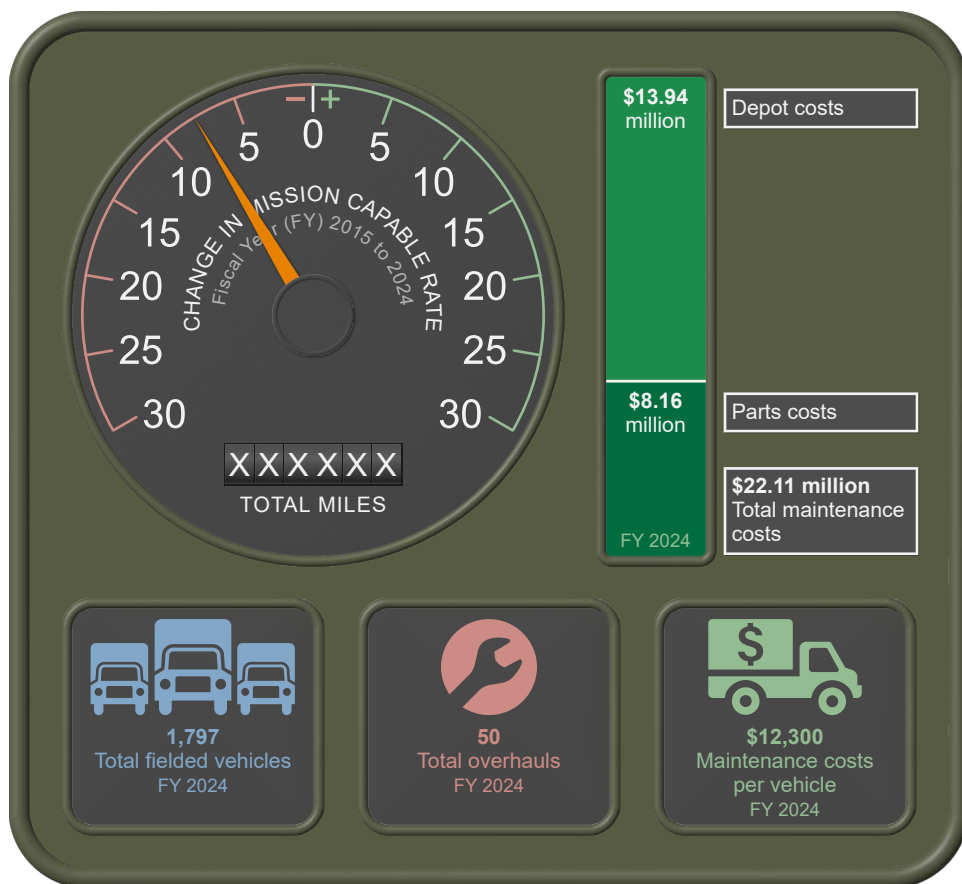 − +
0
5
5
10
10
15
15
20
20
25
25
30
30
CHANGE IN MISSION CAPABLE RATE
Fiscal Year (FY) 2015 to 2024
XXXXXX
TOTAL MILES
$13.94
million
Depot costs
$8.16
million
Parts costs
FY 2024
$22.11 million
Total maintenance
costs
1,797
Total fielded vehicles
FY 2024
50
Total overhauls
FY 2024
$
$12,300
Maintenance costs
per vehicle
FY 2024